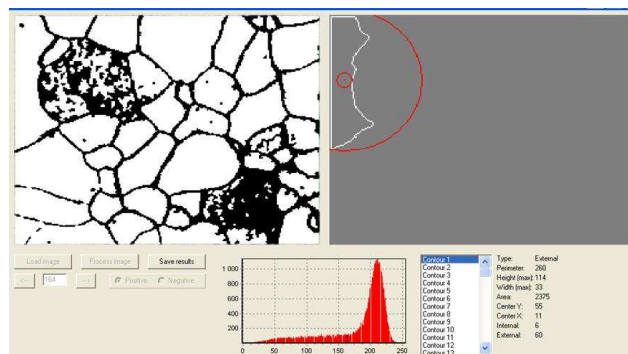 Load image
Process image
Save results
<--
164
-->
Positive
Negative
1 000
800
600
400
200
0
50
100
150
200
250
Contour 1
Contour 2
Contour 3
Contour 4
Contour 5
Contour 6
Contour 7
Contour 8
Contour 9
Contour 10
Contour 11
Contour 12
Contour 13
Type: External
Perimeter: 260
Height (max): 114
Width (max): 33
Area: 2375
Center Y: 55
Center X: 11
Internal: 6
External: 60